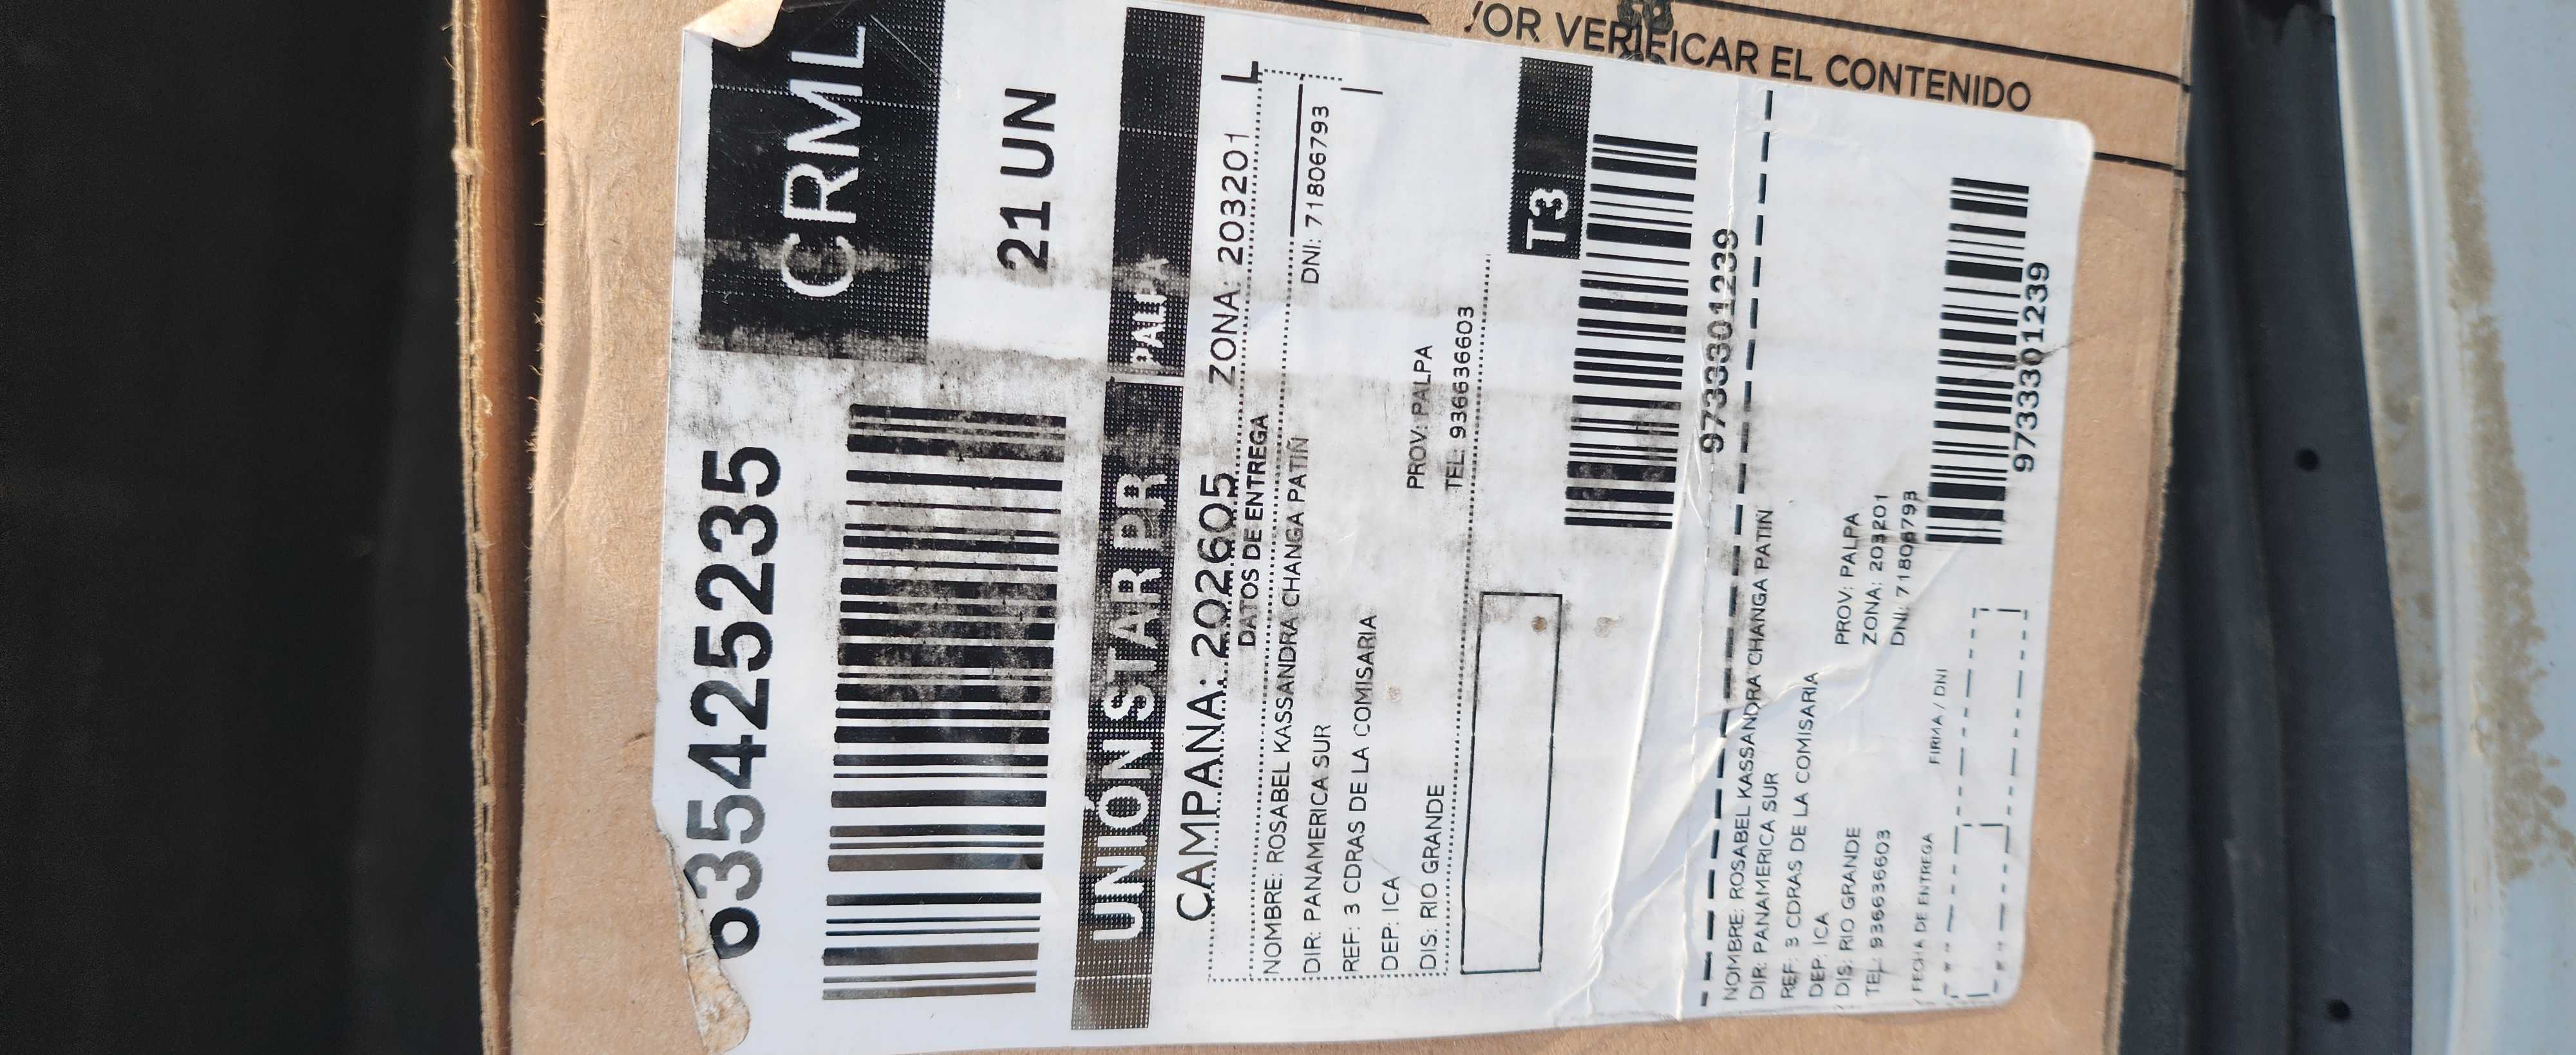 /OR VERIFICAR EL CONTENIDO
635425235
CRML
21 UN
UNIÓN STAR PR PALPA
CAMPANA: 202605 ZONA: 203201 L
DATOS DE ENTREGA
NOMBRE: ROSABEL KASSANDRA CHANGA PATIÑ
DIR: PANAMERICA SUR DNI: 71806793
REF: 3 CDRAS DE LA COMISARIA
DEP: ICA PROV: PALPA
DIS: RIO GRANDE TEL: 936636603
T3
9733301239
NOMBRE: ROSABEL KASSANDRA CHANGA PATIÑ
DIR: PANAMERICA SUR
REF: 3 CDRAS DE LA COMISARIA
DEP: ICA PROV: PALPA
DIS: RIO GRANDE ZONA: 203201
TEL: 936636603 DNI: 71806793
FECHA DE ENTREGA FIRMA / DNI
9733301239